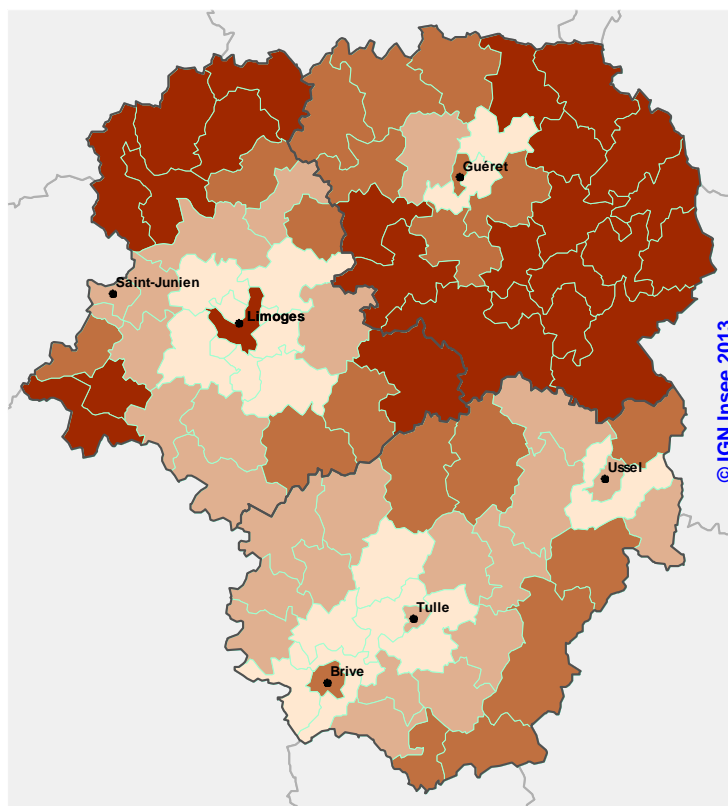 Guéret
Saint-Junien
Limoges
Ussel
Tulle
Brive
© IGN Insee 2013